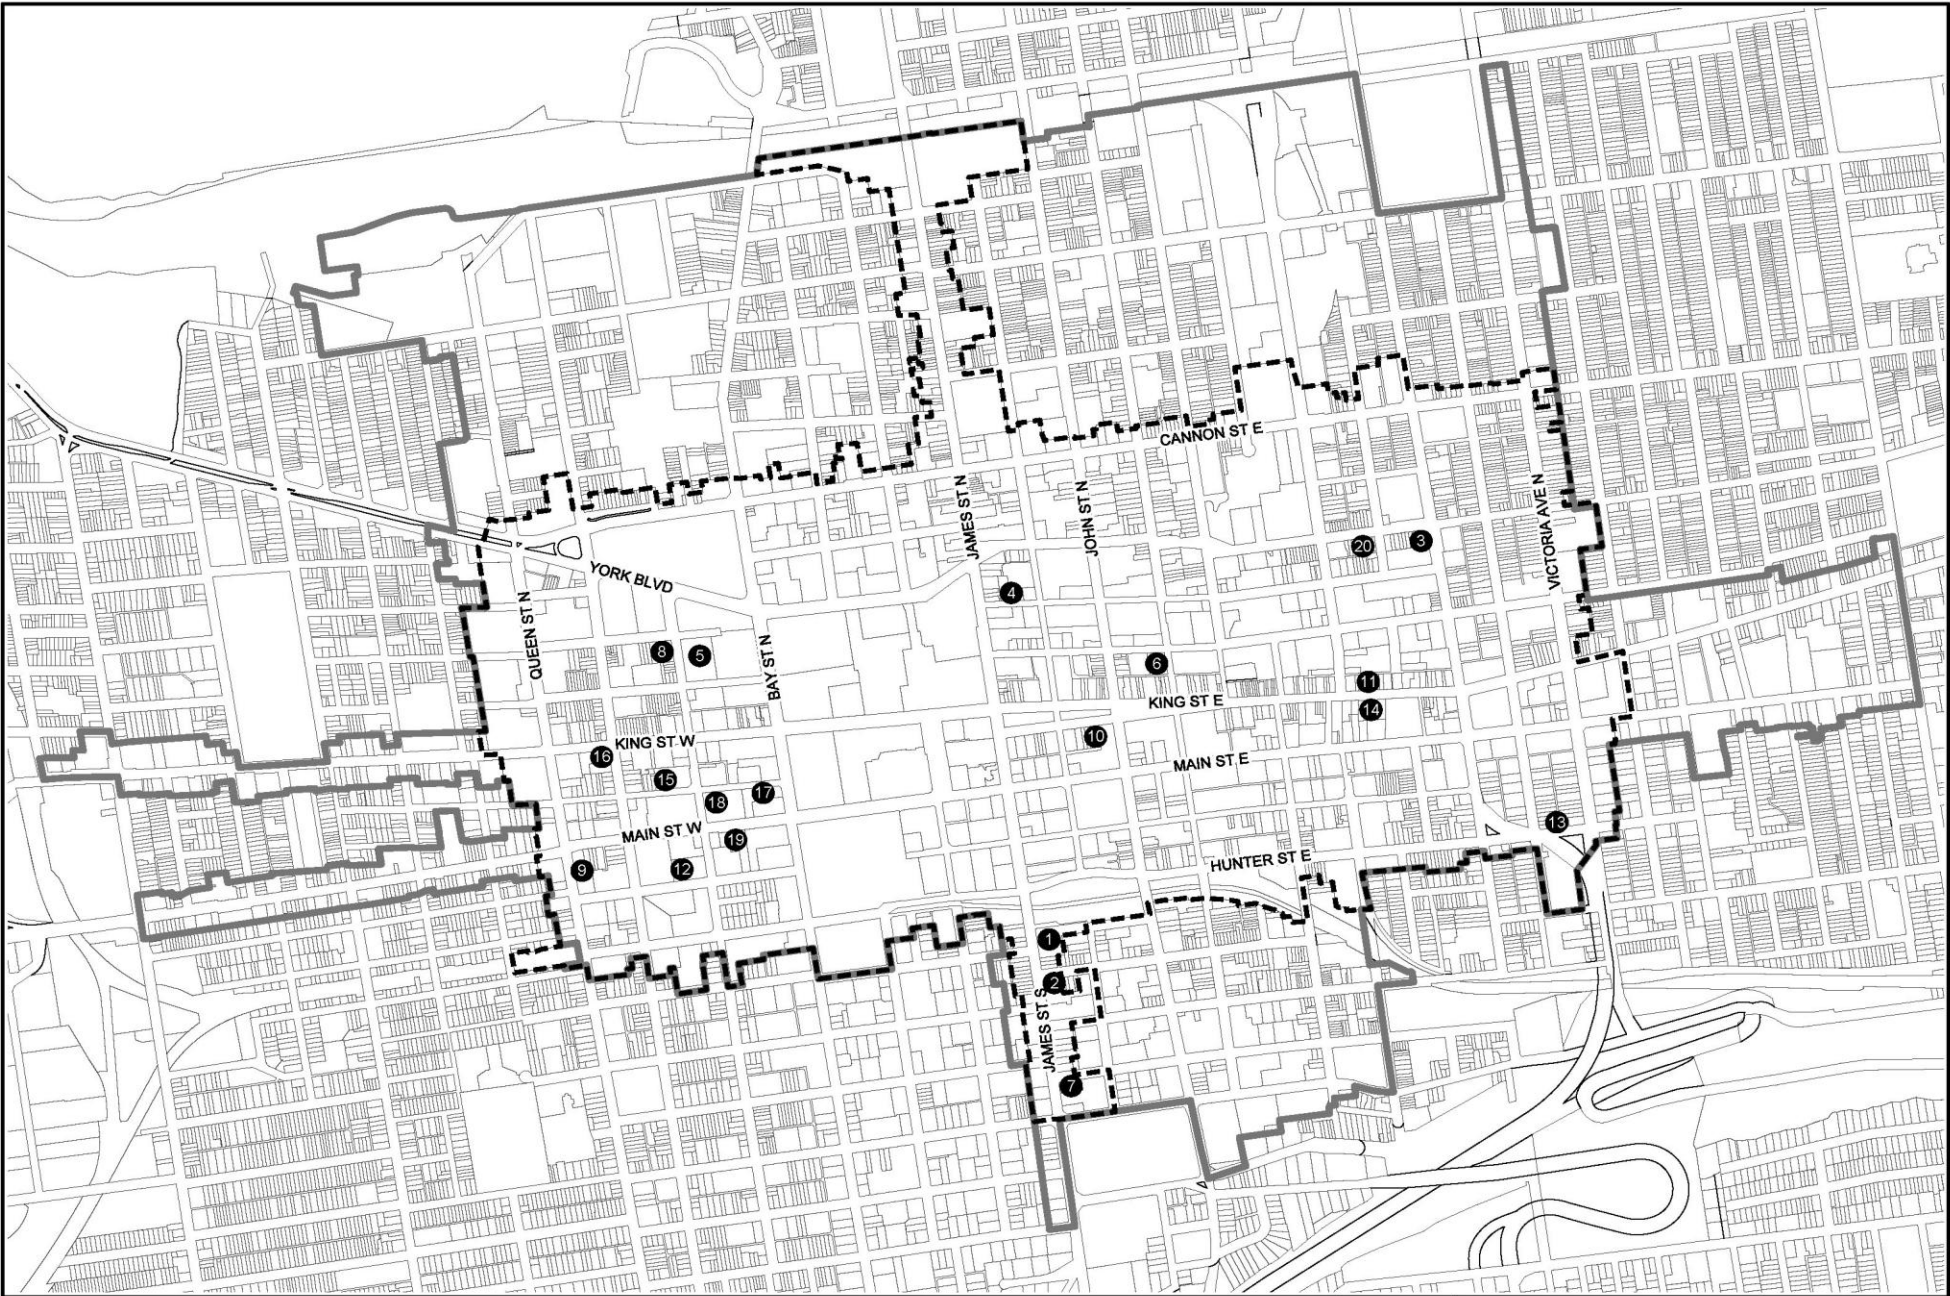 CANNON ST E
JAMES ST N
JOHN ST N
VICTORIA AVE N
20
3
YORK BLVD
4
QUEEN ST N
BAY ST N
8
5
6
11
KING ST E
14
KING ST W
10
16
MAIN ST E
15
17
18
13
MAIN ST W
19
HUNTER ST E
9
12
1
2
JAMES ST S
7